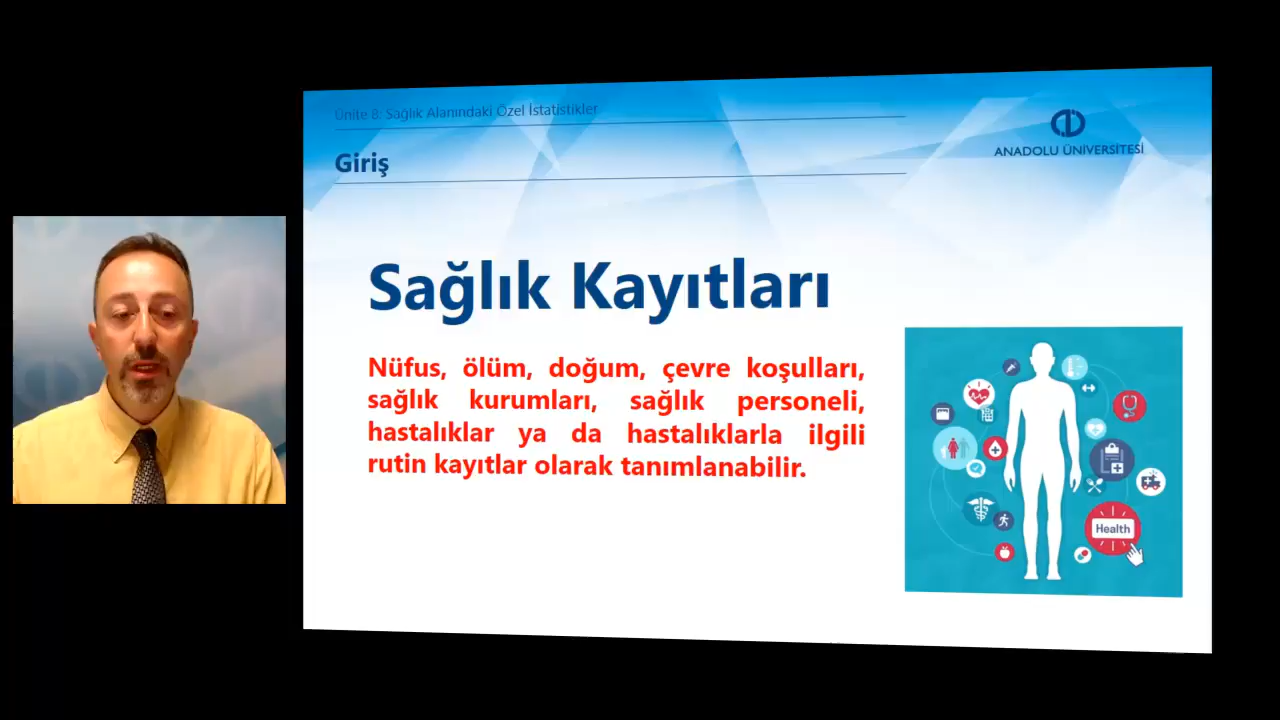 Ünite 8: Sağlık Alanındaki Özel İstatistikler
Giriş
ANADOLU ÜNİVERSİTESİ
Sağlık Kayıtları
Nüfus, ölüm, doğum, çevre koşulları,
sağlık kurumları, sağlık personeli,
hastalıklar ya da hastalıklarla ilgili
rutin kayıtlar olarak tanımlanabilir.
Health